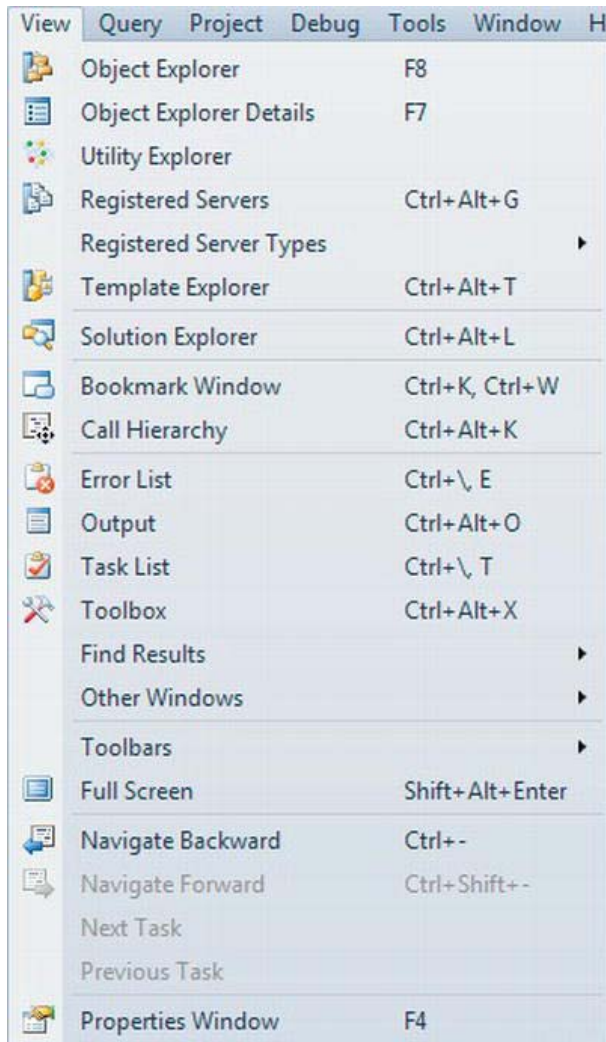 View Query Project Debug Tools Window H
Object Explorer F8
Object Explorer Details F7
Utility Explorer
Registered Servers Ctrl+Alt+G
Registered Server Types
Template Explorer Ctrl+Alt+T
Solution Explorer Ctrl+Alt+L
Bookmark Window Ctrl+K, Ctrl+W
Call Hierarchy Ctrl+Alt+K
Error List Ctrl+\, E
Output Ctrl+Alt+O
Task List Ctrl+\, T
Toolbox Ctrl+Alt+X
Find Results
Other Windows
Toolbars
Full Screen Shift+Alt+Enter
Navigate Backward Ctrl+-
Navigate Forward Ctrl+Shift+-
Next Task
Previous Task
Properties Window F4